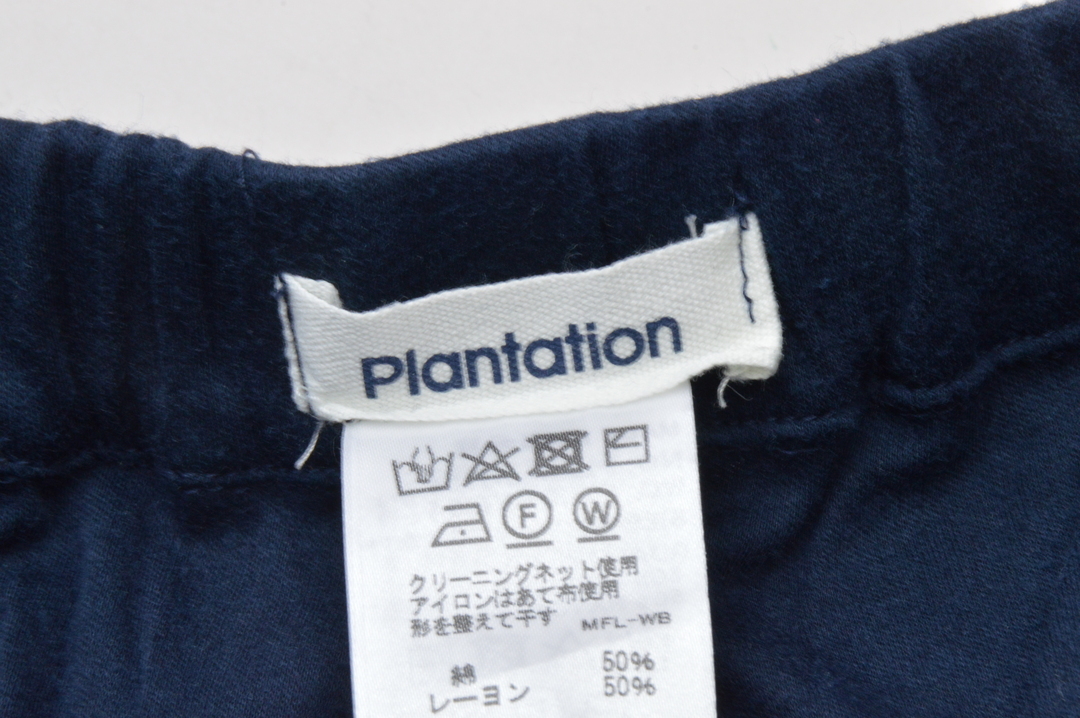 Plantation
F W
クリーニングネット使用
アイロンはあて布使用
形を整えて干す MFL-WB
綿 50%
レーヨン 50%